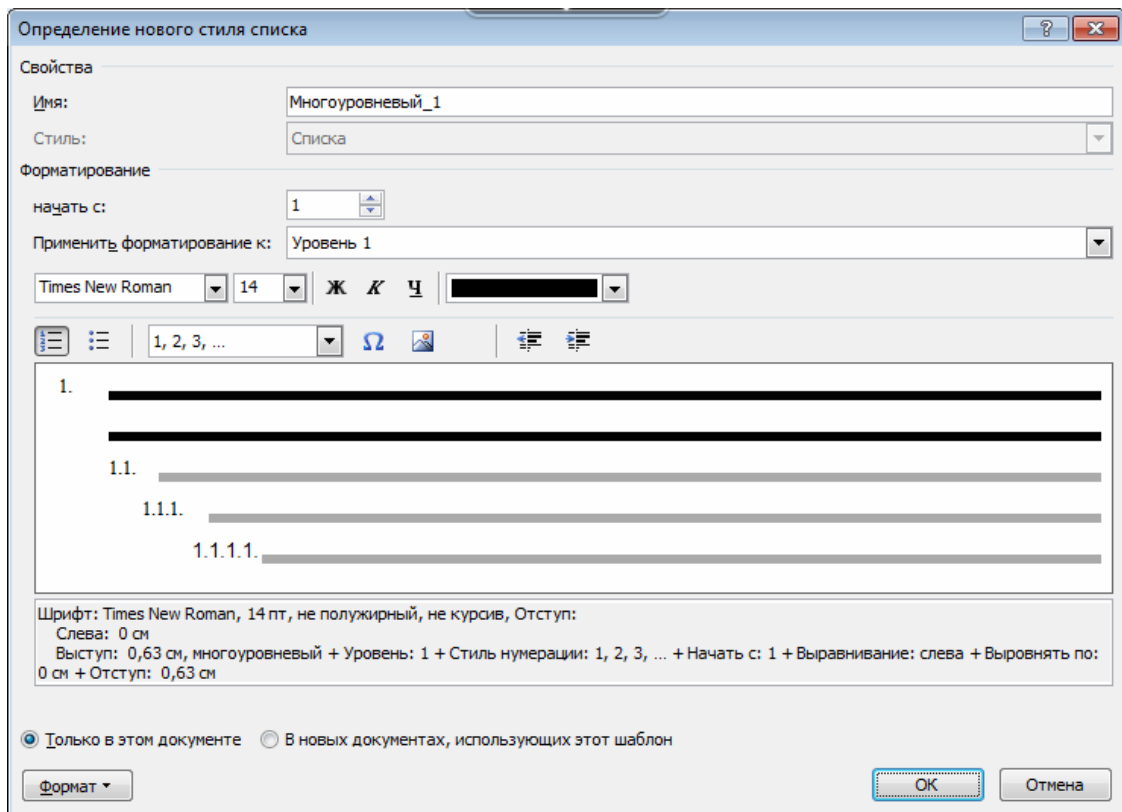 Определение нового стиля списка
Свойства
Имя:
Многоуровневый_1
Стиль:
Списка
Форматирование
начать с:
1
Применить форматирование к:
Уровень 1
Times New Roman
14
Ж К Ч
1, 2, 3, ...
Ω
1.
1.1.
1.1.1.
1.1.1.1.
Шрифт: Times New Roman, 14 пт, не полужирный, не курсив, Отступ:
Слева: 0 см
Выступ: 0,63 см, многоуровневый + Уровень: 1 + Стиль нумерации: 1, 2, 3, … + Начать с: 1 + Выравнивание: слева + Выровнять по:
0 см + Отступ: 0,63 см
Только в этом документе
В новых документах, использующих этот шаблон
Формат
ОК
Отмена